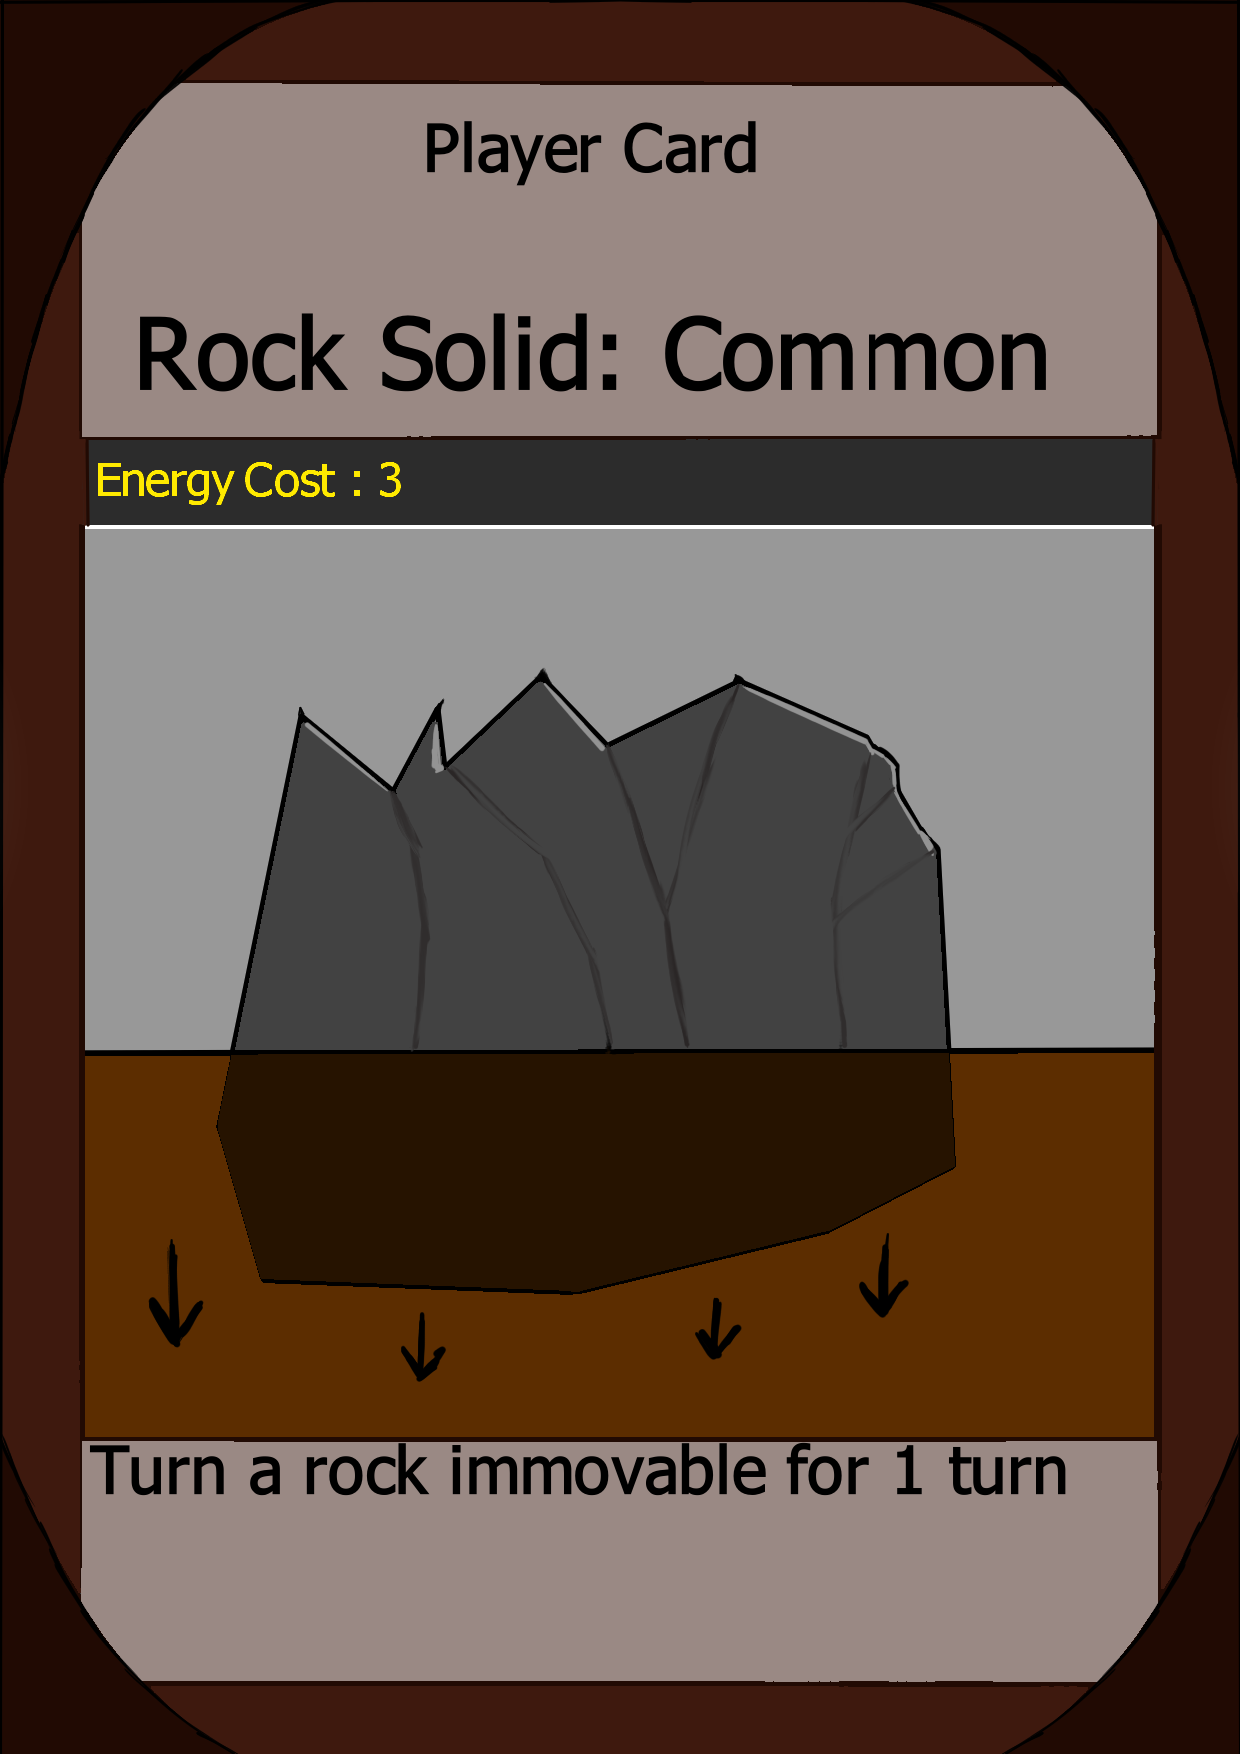 Player Card
Rock Solid: Common
Energy Cost : 3
Turn a rock immovable for 1 turn